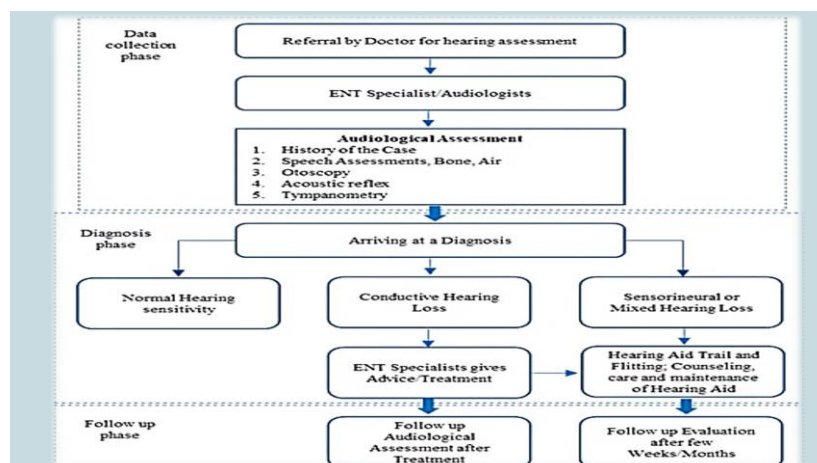 Data
collection
phase
Referral by Doctor for hearing assessment
ENT Specialist/Audiologists
Audiological Assessment
1. History of the Case
2. Speech Assessments, Bone, Air
3. Otoscopy
4. Acoustic reflex
5. Tympanometry
Diagnosis
phase
Arriving at a Diagnosis
Normal Hearing
sensitivity
Conductive Hearing
Loss
Sensorineural or
Mixed Hearing Loss
ENT Specialists gives
Advice/Treatment
Hearing Aid Trail and
Flitting; Counseling,
care and maintenance
of Hearing Aid
Follow up
phase
Follow up
Audiological
Assessment after
Treatment
Follow up Evaluation
after few
Weeks/Months